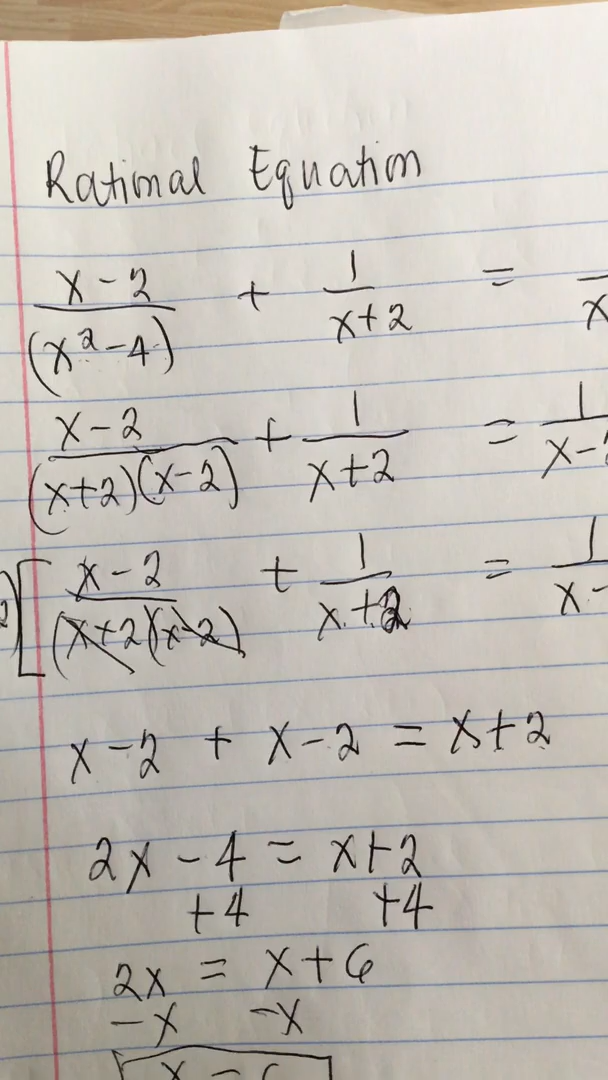 Rational Equation
x-2/(x²-4) + 1/x+2 = /x
x-2/(x+2)(x-2) + 1/x+2 = 1/x-
2)[x-2/(x+2)(x-2) + 1/x+2 = 1/x-
x-2 + x-2 = x+2
2x-4 = x+2
+4 +4
2x = x+6
-x -x
x =